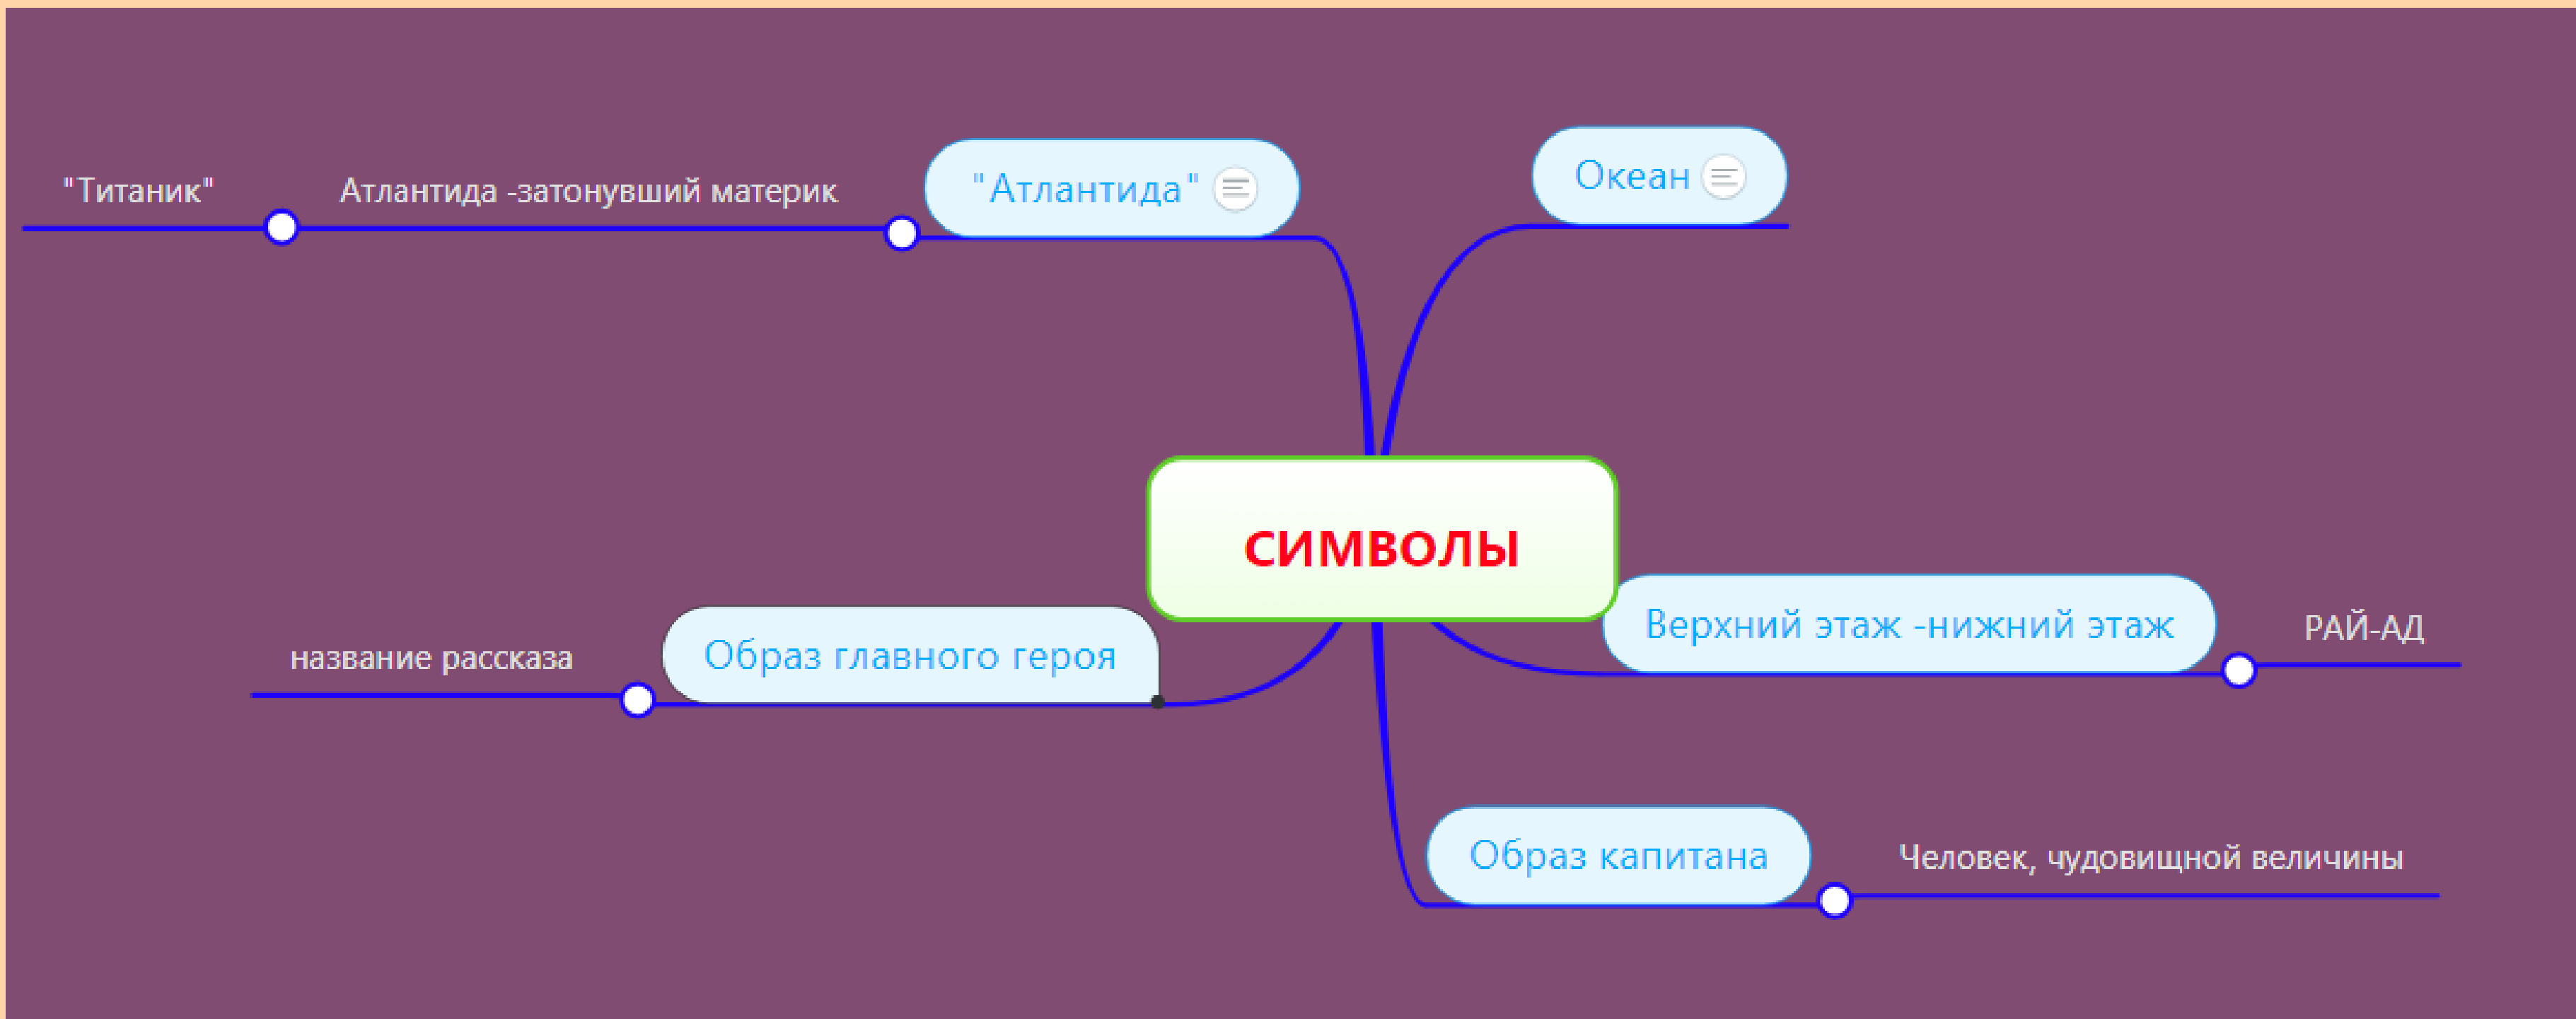 "Титаник"
Атлантида -затонувший материк
"Атлантида"
Океан
СИМВОЛЫ
название рассказа
Образ главного героя
Верхний этаж -нижний этаж
РАЙ-АД
Образ капитана
Человек, чудовищной величины